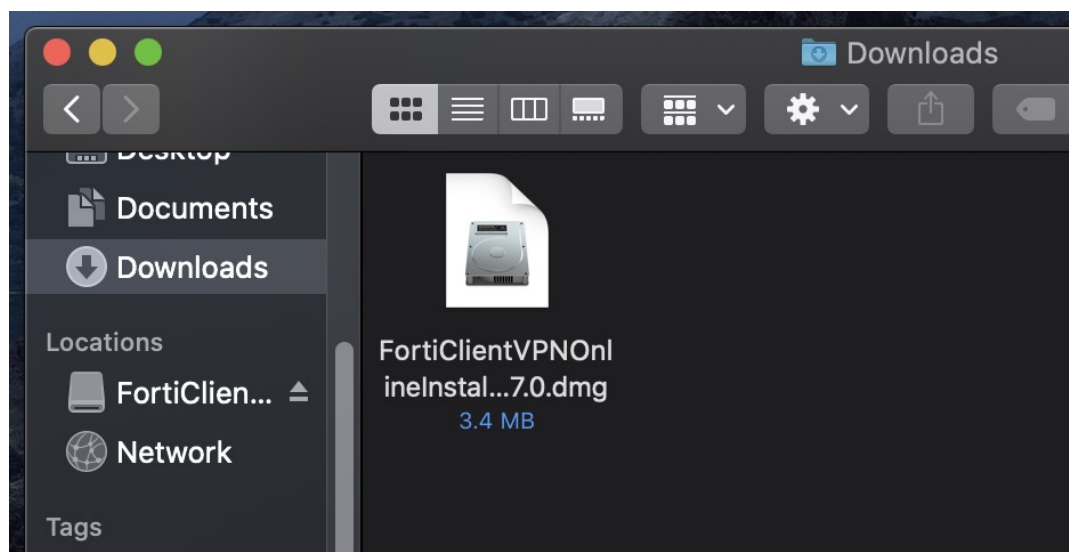 Downloads
Desktop
Documents
Downloads
Locations
FortiClien...
Network
Tags
FortiClientVPNOnl
ineInstal...7.0.dmg
3.4 MB